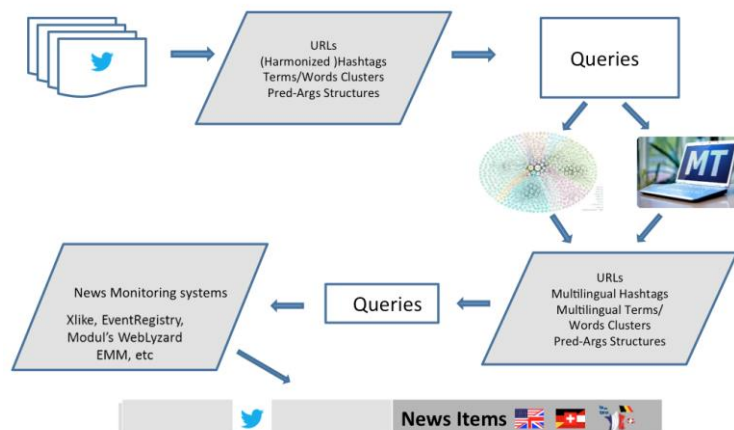 URLs
(Harmonized )Hashtags
Terms/Words Clusters
Pred-Args Structures
Queries
MT
URLs
Multilingual Hashtags
Multilingual Terms/
Words Clusters
Pred-Args Structures
Queries
News Monitoring systems
Xlike, EventRegistry,
Modul's WebLyzard
EMM, etc
News Items